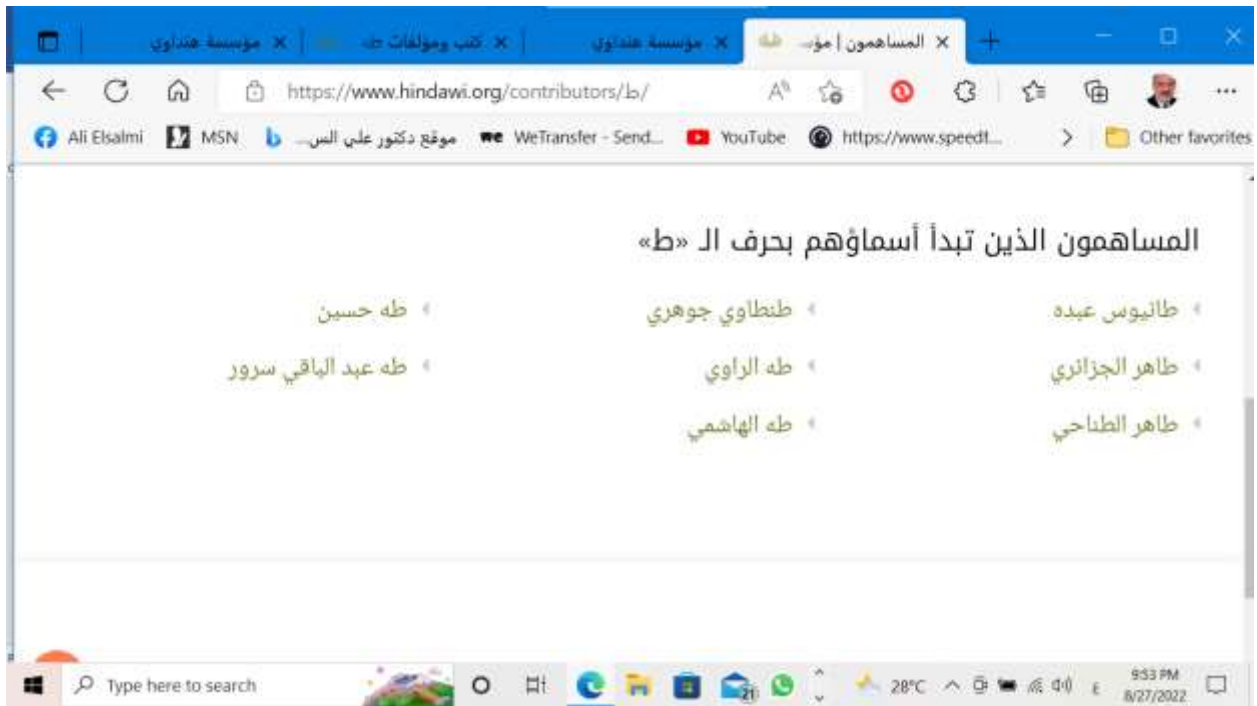 مؤسسة هنداوي
كتب ومؤلفات
مؤسسة هنداوي
المساهمون | مؤس...
https://www.hindawi.org/contributors/ط/
Ali Elsalmi MSN موقع دكتور علي الس... WeTransfer - Send... YouTube https://www.speedt... Other favorites
المساهمون الذين تبدأ أسماؤهم بحرف الـ «ط»
طانيوس عبده طنطاوي جوهري طه حسين
طاهر الجزائري طه الراوي طه عبد الباقي سرور
طاهر الطناحي طه الهاشمي
Type here to search 21 28°C ع 9:53 PM
8/27/2022